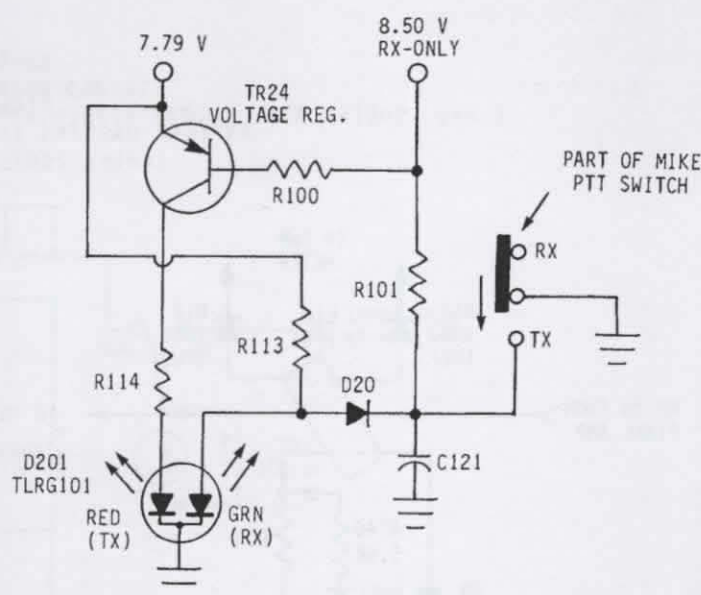 7.79 V
8.50 V
RX-ONLY
TR24
VOLTAGE REG.
R100
PART OF MIKE
PTT SWITCH
RX
R101
TX
R113
R114
D20
C121
D201
TLRG101
RED
(TX)
GRN
(RX)